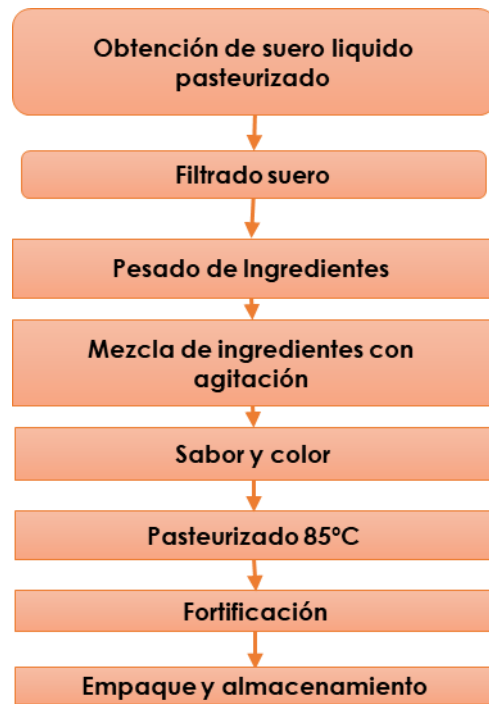 Obtención de suero liquido
pasteurizado
Filtrado suero
Pesado de Ingredientes
Mezcla de ingredientes con
agitación
Sabor y color
Pasteurizado 85ºC
Fortificación
Empaque y almacenamiento